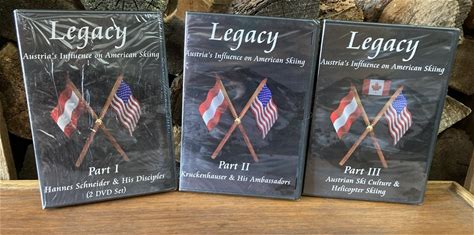 Legacy
Austria's Influence on American Skiing
Part I
Hannes Schneider & His Disciples
(2 DVD Set)
Legacy
Austria's Influence on American Skiing
Part II
Kruckenhauser & His Ambassadors
Legacy
Austria's Influence on American Skiing
Part III
Austrian Ski Culture &
Helicopter Skiing